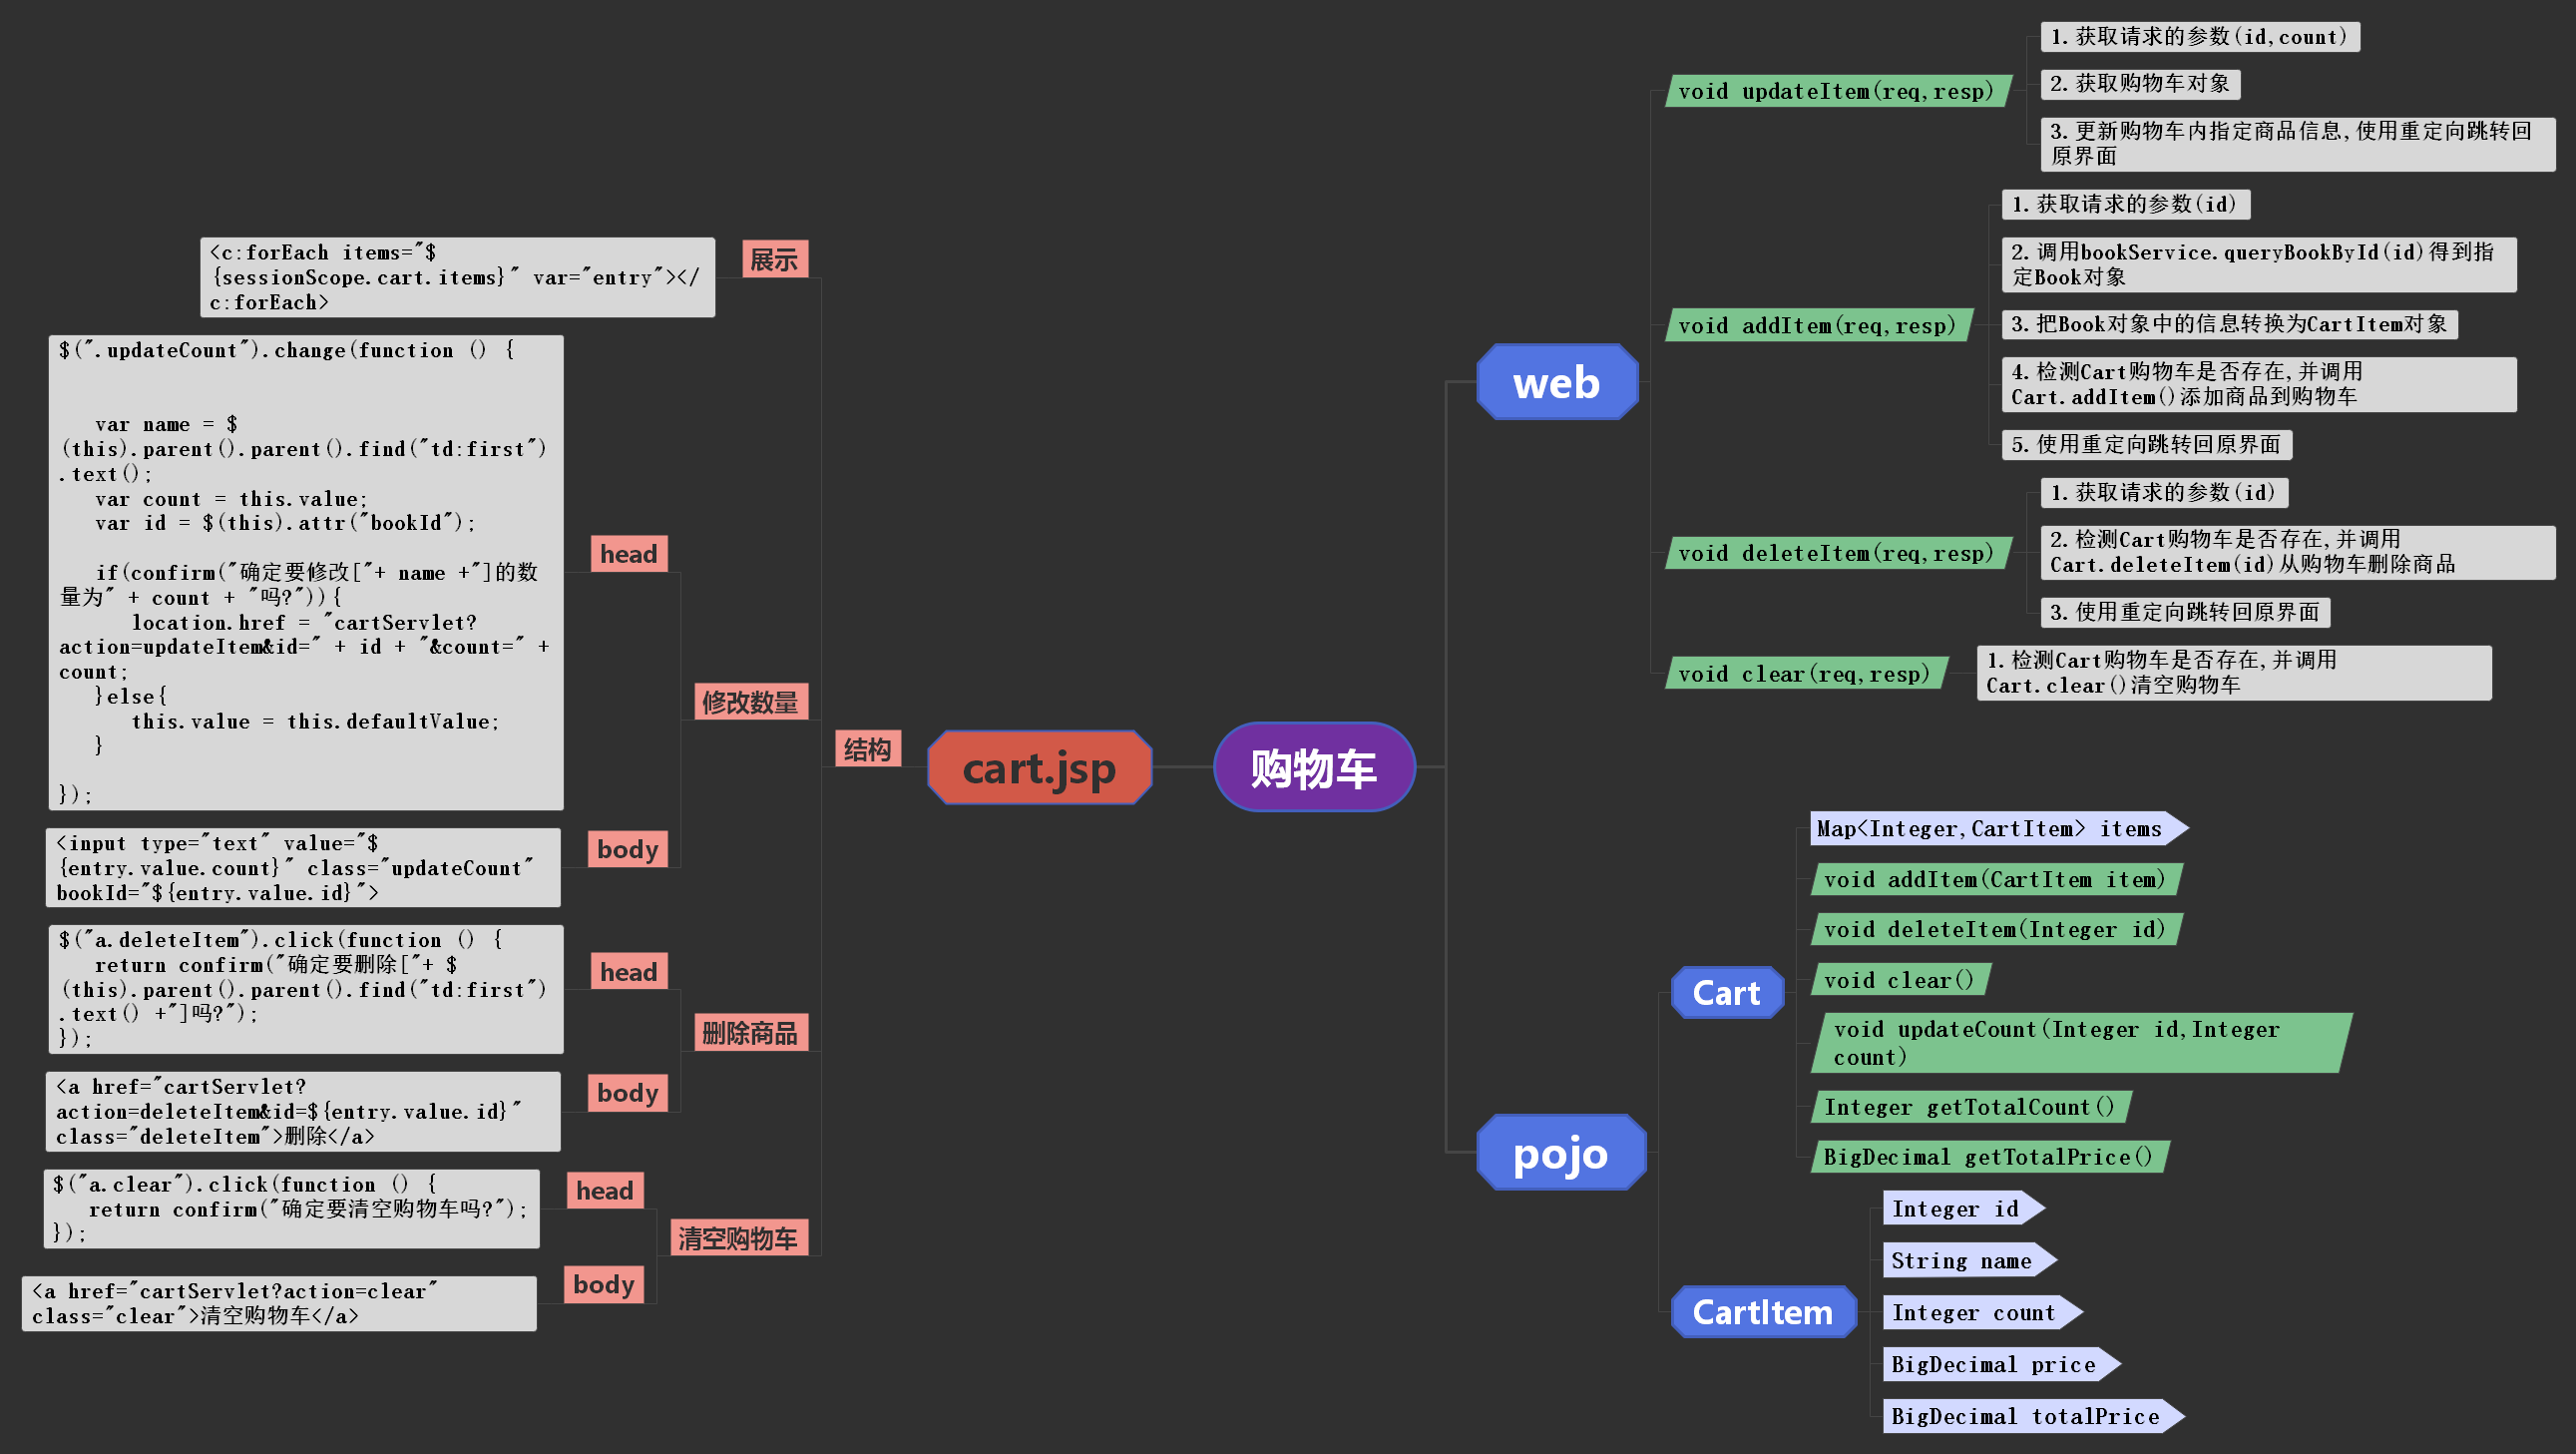 购物车
cart.jsp
结构
展示
<c:forEach items="$
{sessionScope.cart.items}" var="entry"></
c:forEach>
修改数量
head
$(".updateCount").change(function () {
var name = $
(this).parent().parent().find("td:first")
.text();
var count = this.value;
var id = $(this).attr("bookId");
if(confirm("确定要修改["+ name +"]的数
量为" + count + "吗?")){
location.href = "cartServlet?
action=updateItem&id=" + id + "&count=" +
count;
}else{
this.value = this.defaultValue;
}
});
body
<input type="text" value="$
{entry.value.count}" class="updateCount"
bookId="${entry.value.id}">
删除商品
head
$("a.deleteItem").click(function () {
return confirm("确定要删除["+ $
(this).parent().parent().find("td:first")
.text() +"]吗?");
});
body
<a href="cartServlet?
action=deleteItem&id=${entry.value.id}"
class="deleteItem">删除</a>
清空购物车
head
$("a.clear").click(function () {
return confirm("确定要清空购物车吗?");
});
body
<a href="cartServlet?action=clear"
class="clear">清空购物车</a>
web
void updateItem(req,resp)
1.获取请求的参数(id,count)
2.获取购物车对象
3.更新购物车内指定商品信息,使用重定向跳转回
原界面
void addItem(req,resp)
1.获取请求的参数(id)
2.调用bookService.queryBookById(id)得到指
定Book对象
3.把Book对象中的信息转换为CartItem对象
4.检测Cart购物车是否存在,并调用
Cart.addItem()添加商品到购物车
5.使用重定向跳转回原界面
void deleteItem(req,resp)
1.获取请求的参数(id)
2.检测Cart购物车是否存在,并调用
Cart.deleteItem(id)从购物车删除商品
3.使用重定向跳转回原界面
void clear(req,resp)
1.检测Cart购物车是否存在,并调用
Cart.clear()清空购物车
pojo
Cart
Map<Integer,CartItem> items
void addItem(CartItem item)
void deleteItem(Integer id)
void clear()
void updateCount(Integer id,Integer
count)
Integer getTotalCount()
BigDecimal getTotalPrice()
CartItem
Integer id
String name
Integer count
BigDecimal price
BigDecimal totalPrice